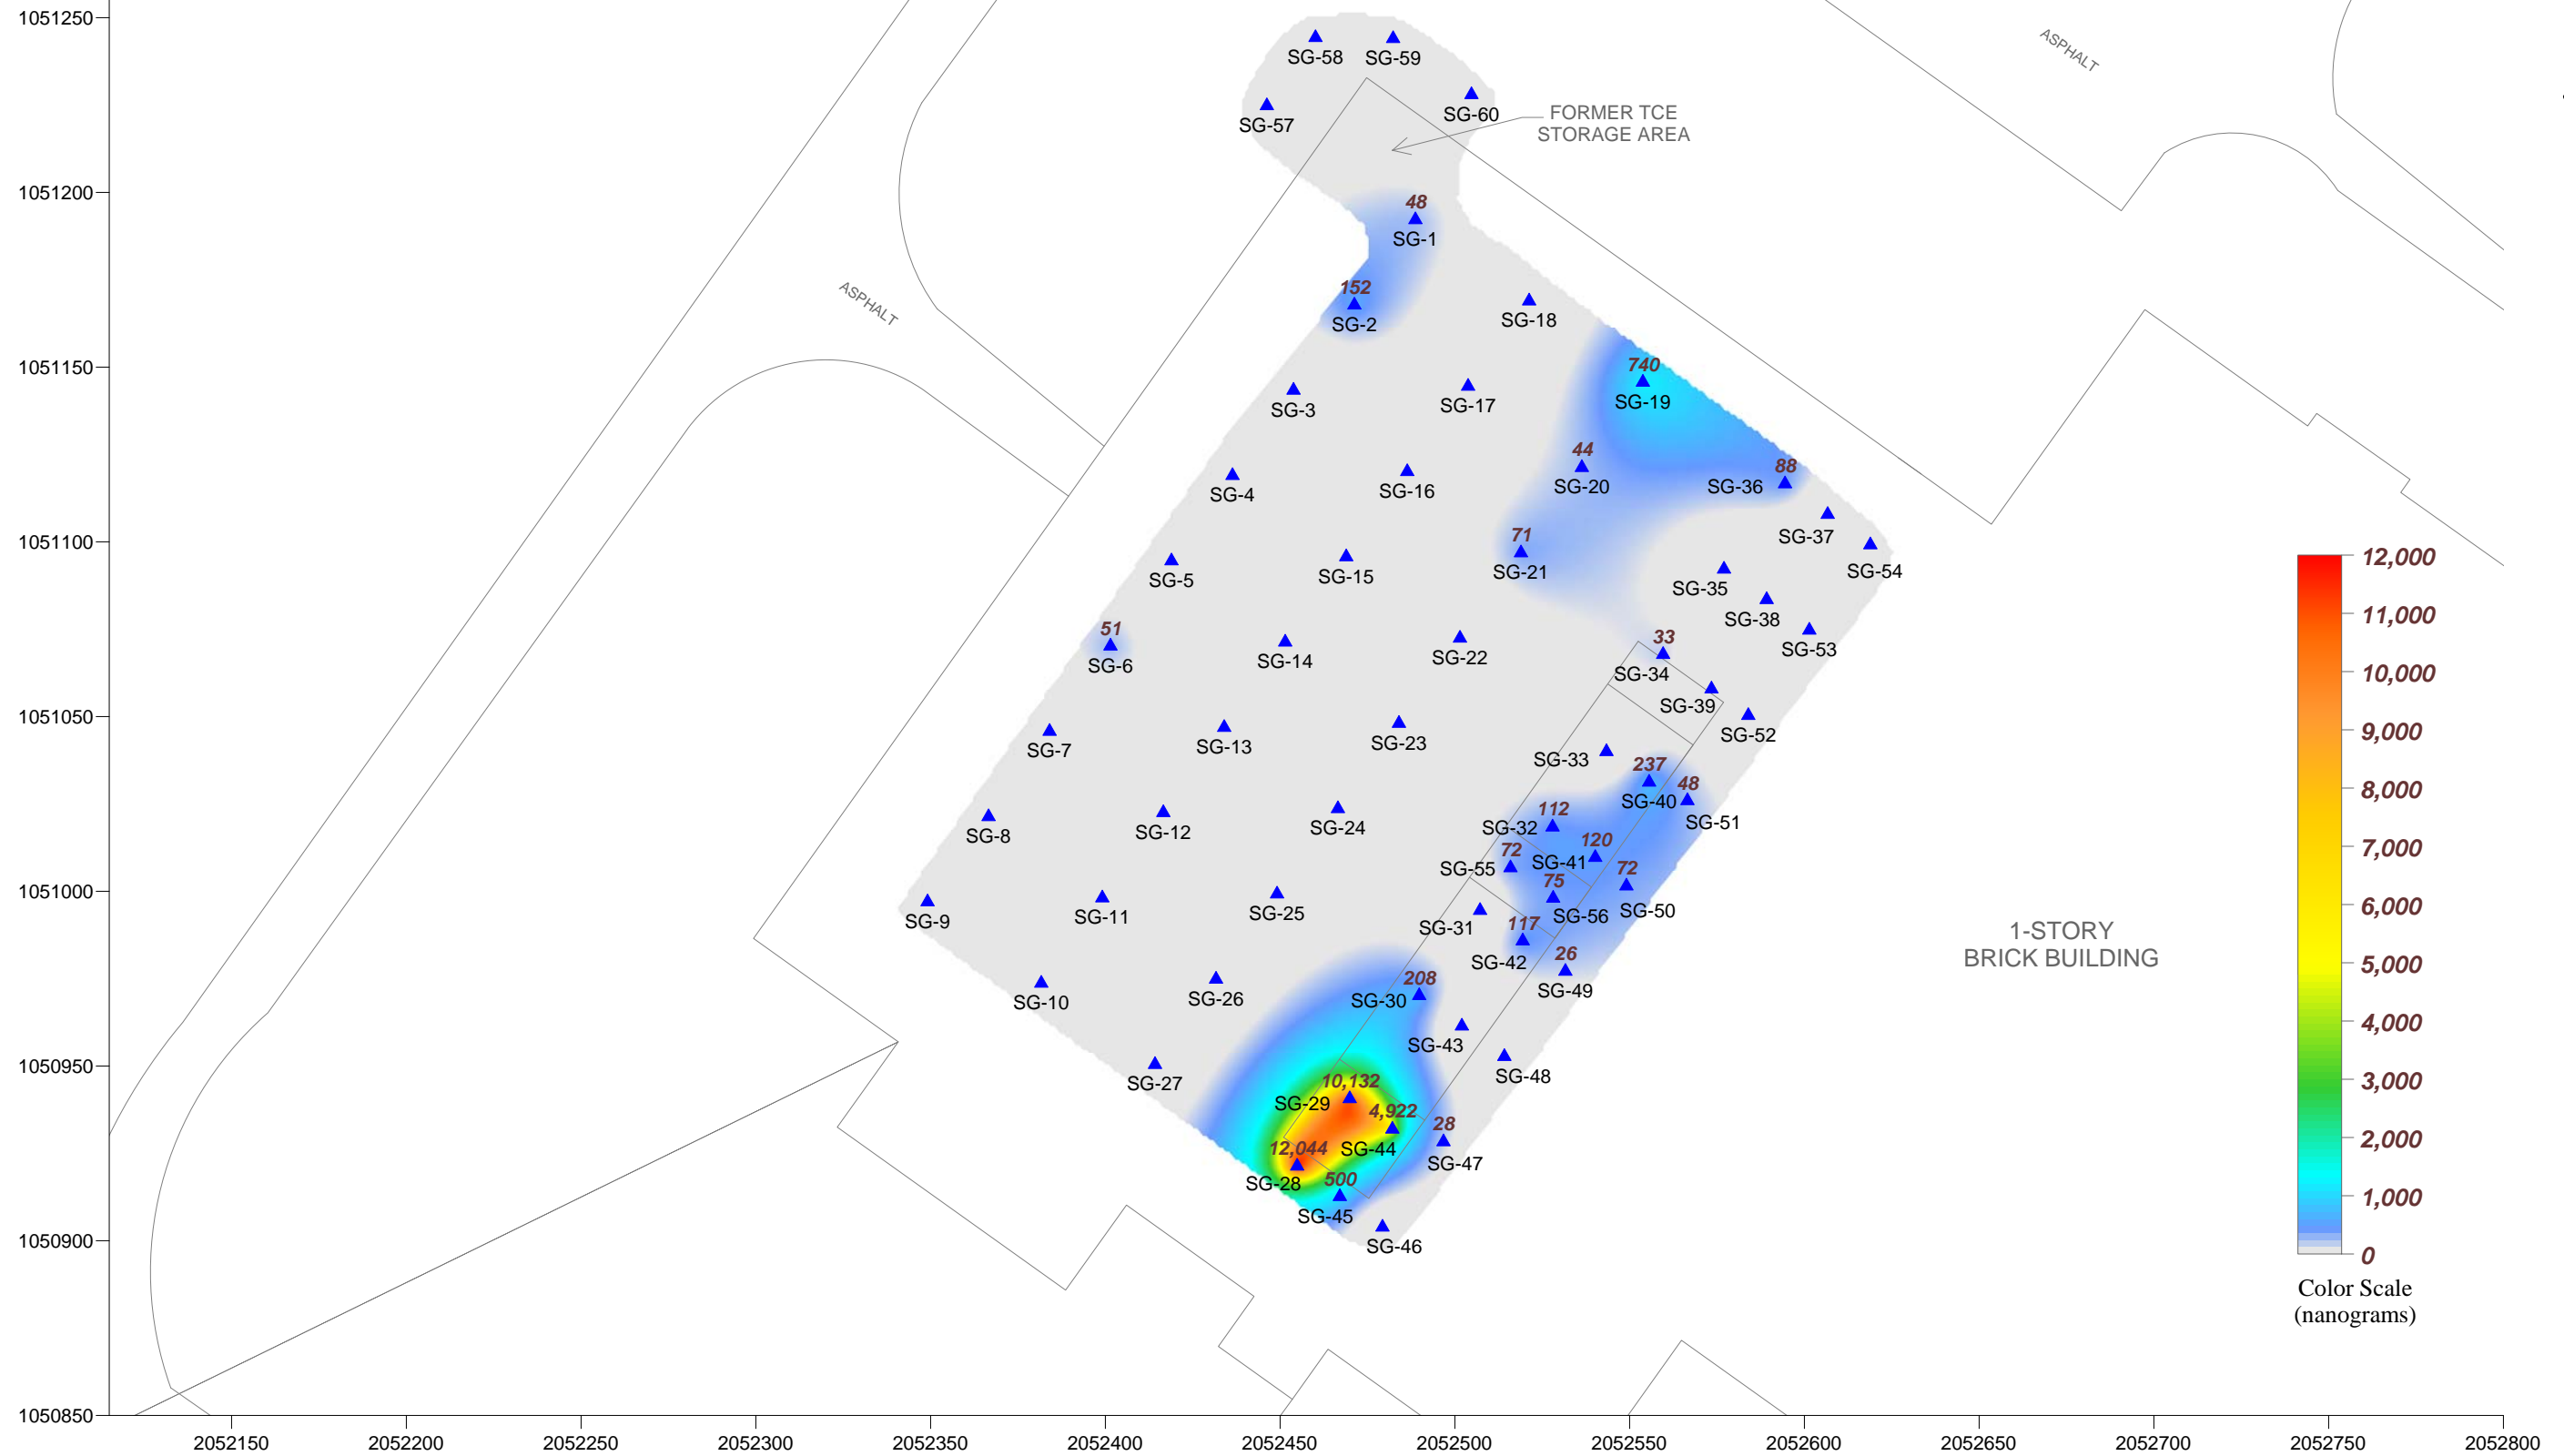 1051250
SG-58
SG-59
ASPHALT
SG-57
SG-60
FORMER TCE
STORAGE AREA
1051200
48
SG-1
ASPHALT
152
SG-2
SG-18
1051150
740
SG-19
SG-3
SG-17
44
SG-20
88
SG-36
SG-4
SG-16
1051100
SG-37
71
SG-21
SG-54
SG-5
SG-15
SG-35
SG-38
12,000
11,000
10,000
9,000
8,000
7,000
6,000
5,000
4,000
3,000
2,000
1,000
0
Color Scale
(nanograms)
51
SG-6
SG-14
SG-22
33
SG-34
SG-53
1051050
SG-39
SG-52
SG-7
SG-13
SG-23
SG-33
237
SG-40
48
SG-51
SG-8
SG-12
SG-24
112
SG-32
120
SG-41
72
SG-55
1051000
72
SG-50
75
SG-56
SG-9
SG-11
SG-25
SG-31
117
SG-42
26
SG-49
1-STORY
BRICK BUILDING
SG-10
SG-26
208
SG-30
SG-43
1050950
SG-27
SG-48
10,132
SG-29
4,922
SG-44
28
SG-47
12,044
SG-28
500
SG-45
1050900
SG-46
1050850
2052150
2052200
2052250
2052300
2052350
2052400
2052450
2052500
2052550
2052600
2052650
2052700
2052750
2052800